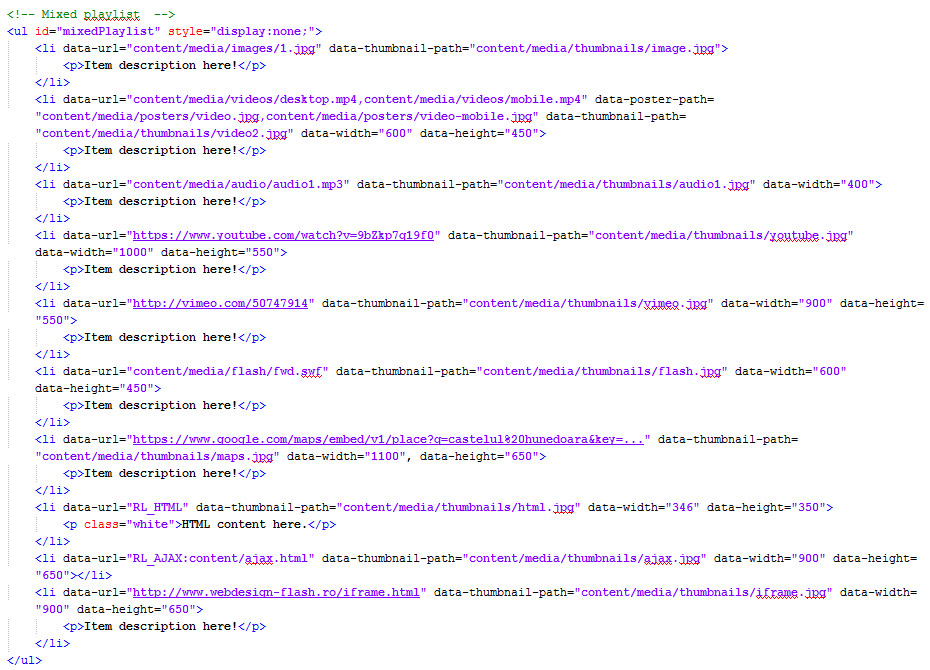 <!-- Mixed playlist  -->
<ul id="mixedPlaylist" style="display:none;">
    <li data-url="content/media/images/1.jpg" data-thumbnail-path="content/media/thumbnails/image.jpg">
        <p>Item description here!</p>
    </li>
    <li data-url="content/media/videos/desktop.mp4,content/media/videos/mobile.mp4" data-poster-path=
    "content/media/posters/video.jpg,content/media/posters/video-mobile.jpg" data-thumbnail-path=
    "content/media/thumbnails/video2.jpg" data-width="600" data-height="450">
        <p>Item description here!</p>
    </li>
    <li data-url="content/media/audio/audio1.mp3" data-thumbnail-path="content/media/thumbnails/audio1.jpg" data-width="400">
        <p>Item description here!</p>
    </li>
    <li data-url="https://www.youtube.com/watch?v=9bZkp7q19f0" data-thumbnail-path="content/media/thumbnails/youtube.jpg"
    data-width="1000" data-height="550">
        <p>Item description here!</p>
    </li>
    <li data-url="http://vimeo.com/50747914" data-thumbnail-path="content/media/thumbnails/vimeo.jpg" data-width="900" data-height=
    "550">
        <p>Item description here!</p>
    </li>
    <li data-url="content/media/flash/fwd.swf" data-thumbnail-path="content/media/thumbnails/flash.jpg" data-width="600"
    data-height="450">
        <p>Item description here!</p>
    </li>
    <li data-url="https://www.google.com/maps/embed/v1/place?q=castelul%20hunedoara&key=..." data-thumbnail-path=
    "content/media/thumbnails/maps.jpg" data-width="1100", data-height="650">
        <p>Item description here!</p>
    </li>
    <li data-url="RL_HTML" data-thumbnail-path="content/media/thumbnails/html.jpg" data-width="346" data-height="350">
        <p class="white">HTML content here.</p>
    </li>
    <li data-url="RL_AJAX:content/ajax.html" data-thumbnail-path="content/media/thumbnails/ajax.jpg" data-width="900" data-height=
    "650"></li>
    <li data-url="http://www.webdesign-flash.ro/iframe.html" data-thumbnail-path="content/media/thumbnails/iframe.jpg" data-width=
    "900" data-height="650">
        <p>Item description here!</p>
    </li>
</ul>